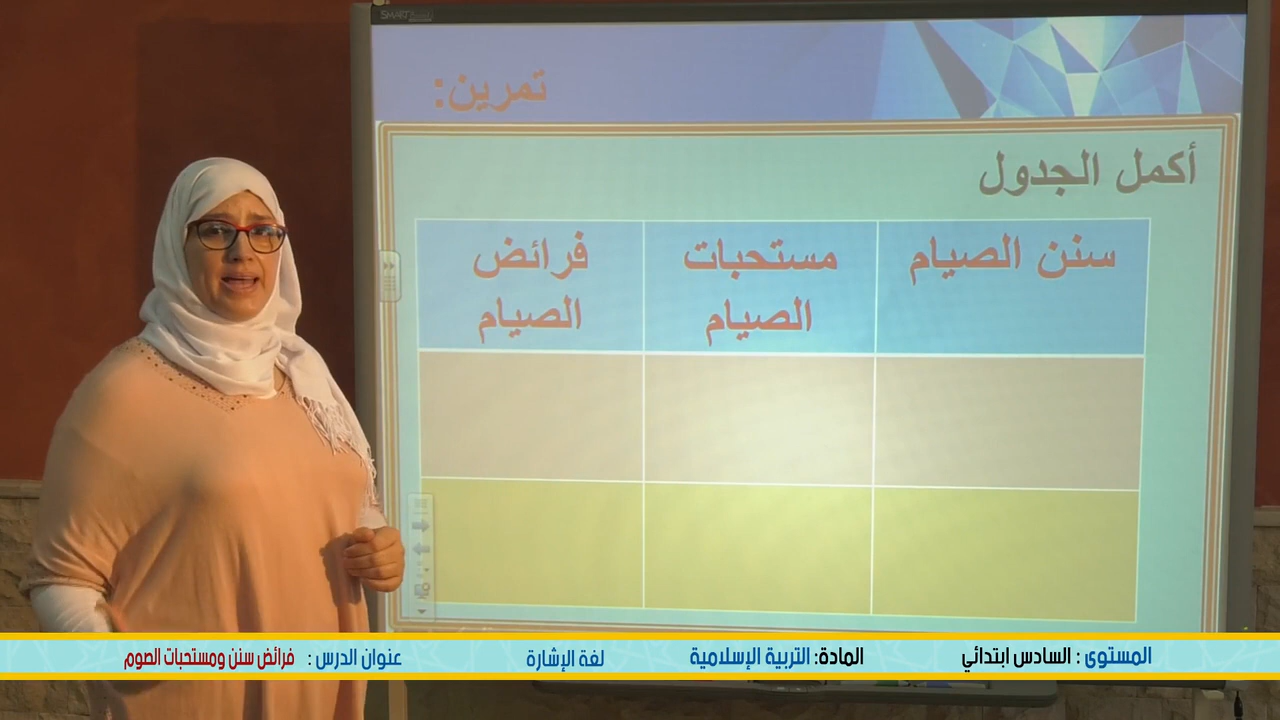 SMART
تمرين:
أكمل الجدول
سنن الصيام
مستحبات
الصيام
فرائض
الصيام
المستوى : السادس ابتدائي
المادة: التربية الإسلامية
لغة الإشارة
عنوان الدرس : فرائض سنن ومستحبات الصوم